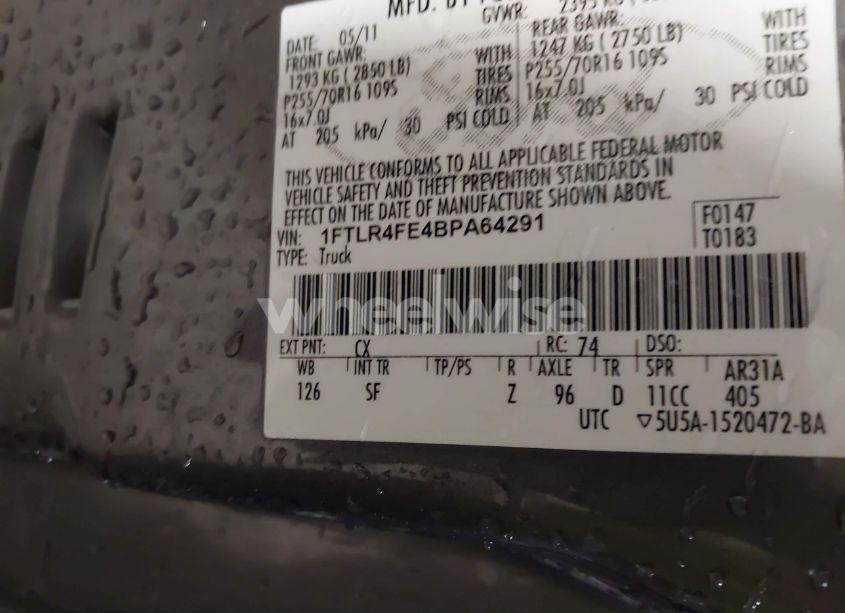 MFD. BY
GVWR:
DATE: 05/11
FRONT GAWR: REAR GAWR:
1293 KG ( 2850 LB) WITH 1247 KG ( 2750 LB) WITH
P255/70R16 109S TIRES P255/70R16 109S TIRES
16x7.0J RIMS 16x7.0J RIMS
AT 205 kPa/ 30 PSI COLD AT 205 kPa/ 30 PSI COLD
THIS VEHICLE CONFORMS TO ALL APPLICABLE FEDERAL MOTOR
VEHICLE SAFETY AND THEFT PREVENTION STANDARDS IN
EFFECT ON THE DATE OF MANUFACTURE SHOWN ABOVE.
VIN: 1FTLR4FE4BPA64291 F0147
TYPE: Truck T0183
wheelwise
EXT PNT: CX RC: 74 DSO:
WB INT TR TP/PS R AXLE TR SPR AR31A
126 SF Z 96 D 11CC 405
UTC ▽5U5A-1520472-BA